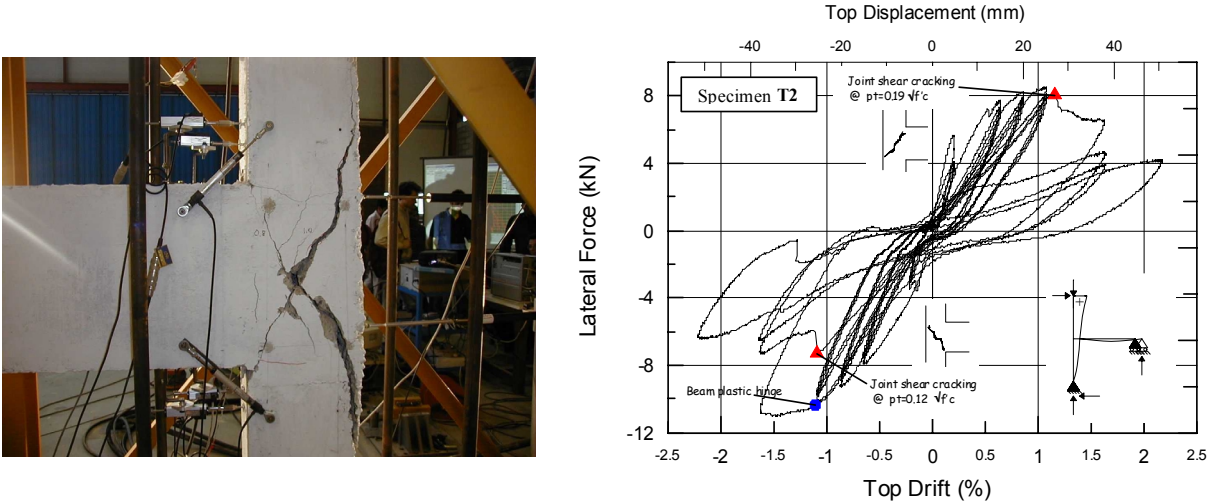 Top Displacement (mm)
-40 -20 0 20 40
Specimen T2
Joint shear cracking
@ pt=0.19 √f'c
Lateral Force (kN)
8
4
0
-4
-8
-12
Beam plastic hinge
Joint shear cracking
@ pt=0.12 √f'c
2.5 -2 -1.5 -1 -0.5 0 0.5 1 1.5 2 2.5
Top Drift (%)